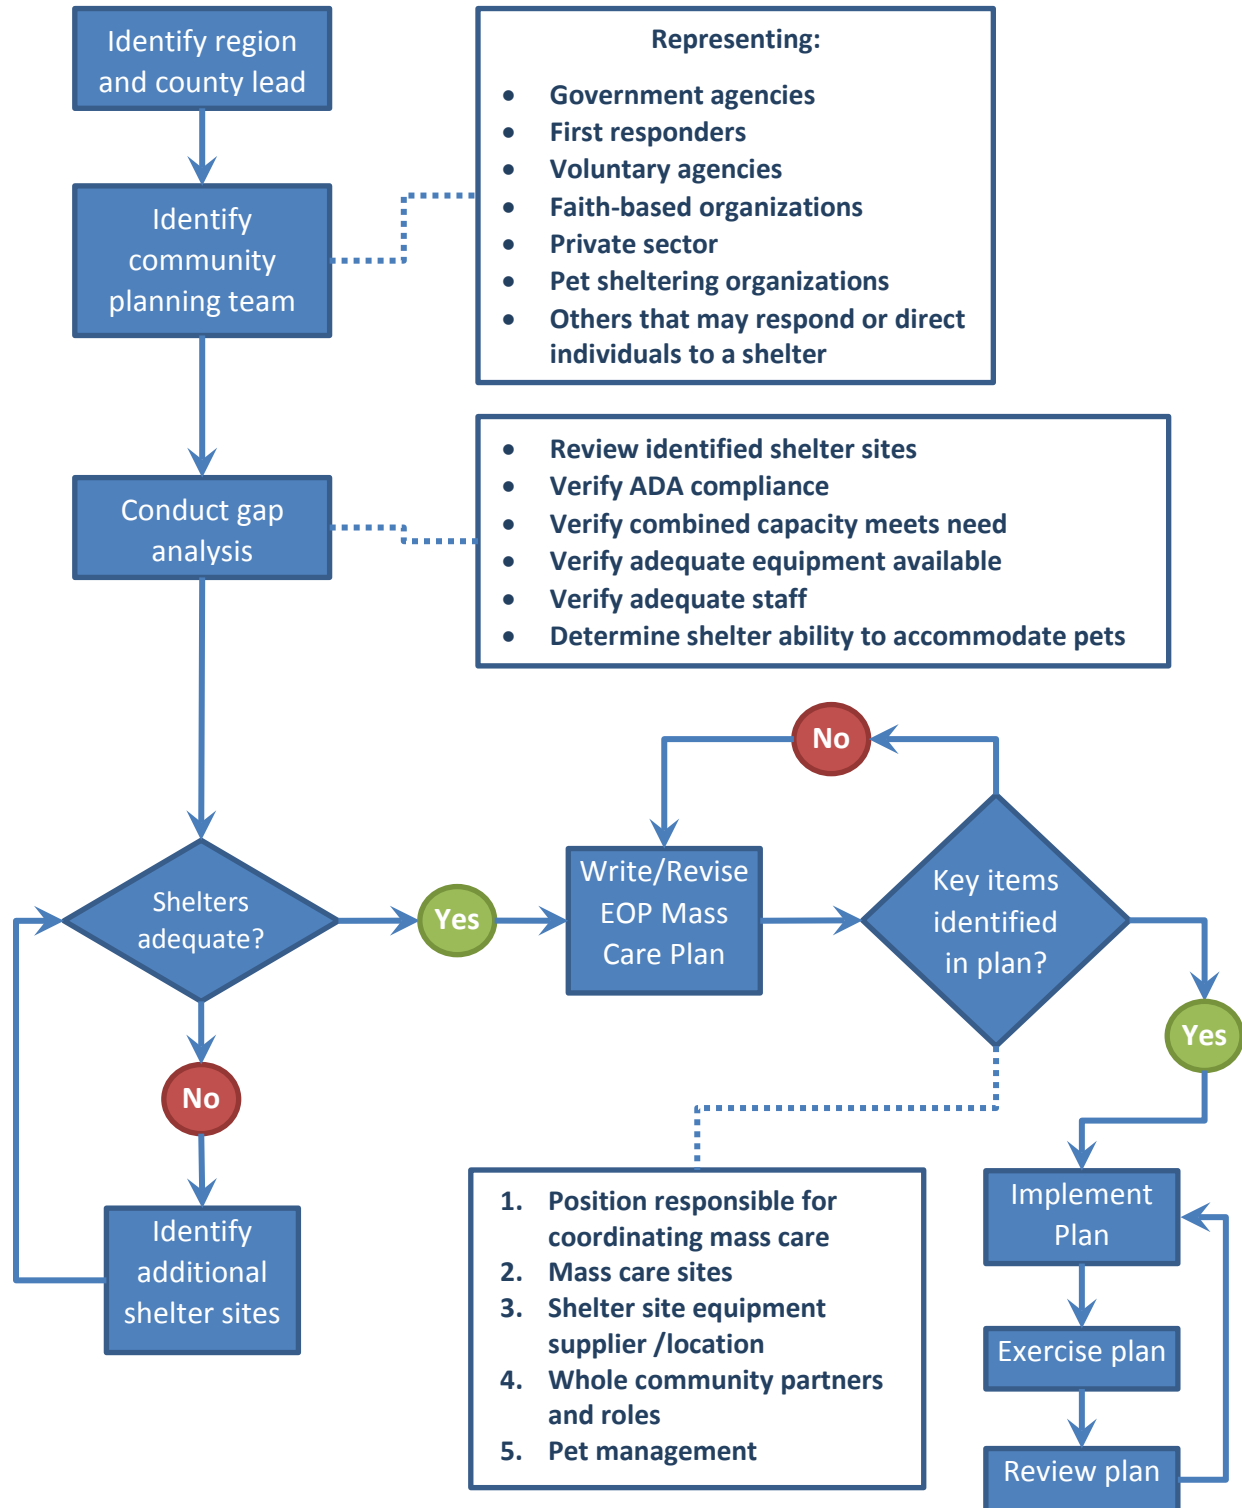 Identify region
and county lead
Representing:
• Government agencies
• First responders
• Voluntary agencies
• Faith-based organizations
• Private sector
• Pet sheltering organizations
• Others that may respond or direct
individuals to a shelter
Identify
community
planning team
• Review identified shelter sites
• Verify ADA compliance
• Verify combined capacity meets need
• Verify adequate equipment available
• Verify adequate staff
• Determine shelter ability to accommodate pets
Conduct gap
analysis
No
Shelters
adequate?
Yes
Write/Revise
EOP Mass
Care Plan
Key items
identified
in plan?
Yes
No
Identify
additional
shelter sites
1. Position responsible for
coordinating mass care
2. Mass care sites
3. Shelter site equipment
supplier /location
4. Whole community partners
and roles
5. Pet management
Implement
Plan
Exercise plan
Review plan